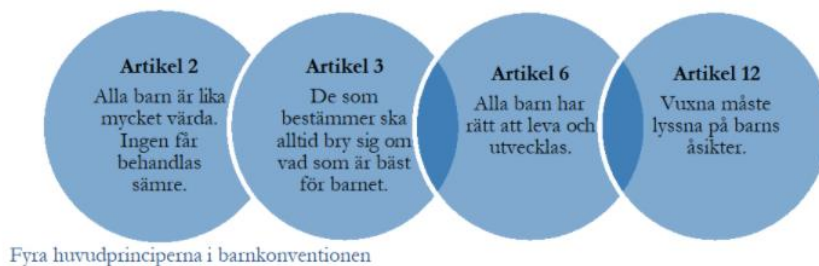 Artikel 2
Alla barn är lika
mycket värda.
Ingen får
behandlas
sämre.
Artikel 3
De som
bestämmer ska
alltid bry sig om
vad som är bäst
för barnet.
Artikel 6
Alla barn har
rätt att leva och
utvecklas.
Artikel 12
Vuxna måste
lyssna på barns
åsikter.
Fyra huvudprinciperna i barnkonventionen